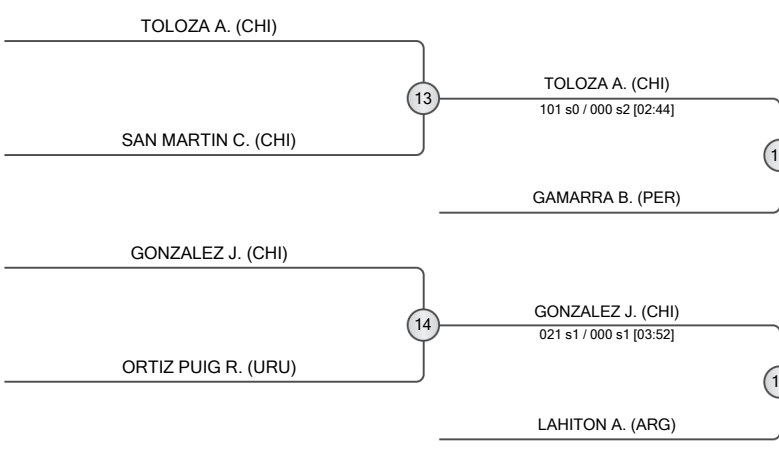 TOLOZA A. (CHI)
13
TOLOZA A. (CHI)
101 s0 / 000 s2 [02:44]
SAN MARTIN C. (CHI)
GAMARRA B. (PER)
GONZALEZ J. (CHI)
14
GONZALEZ J. (CHI)
021 s1 / 000 s1 [03:52]
ORTIZ PUIG R. (URU)
LAHITON A. (ARG)